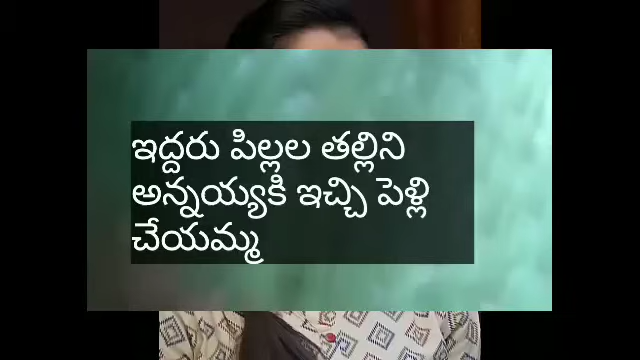 ఇద్దరు పిల్లల తల్లిని
అన్నయ్యకి ఇచ్చి పెళ్లి
చేయమ్మ